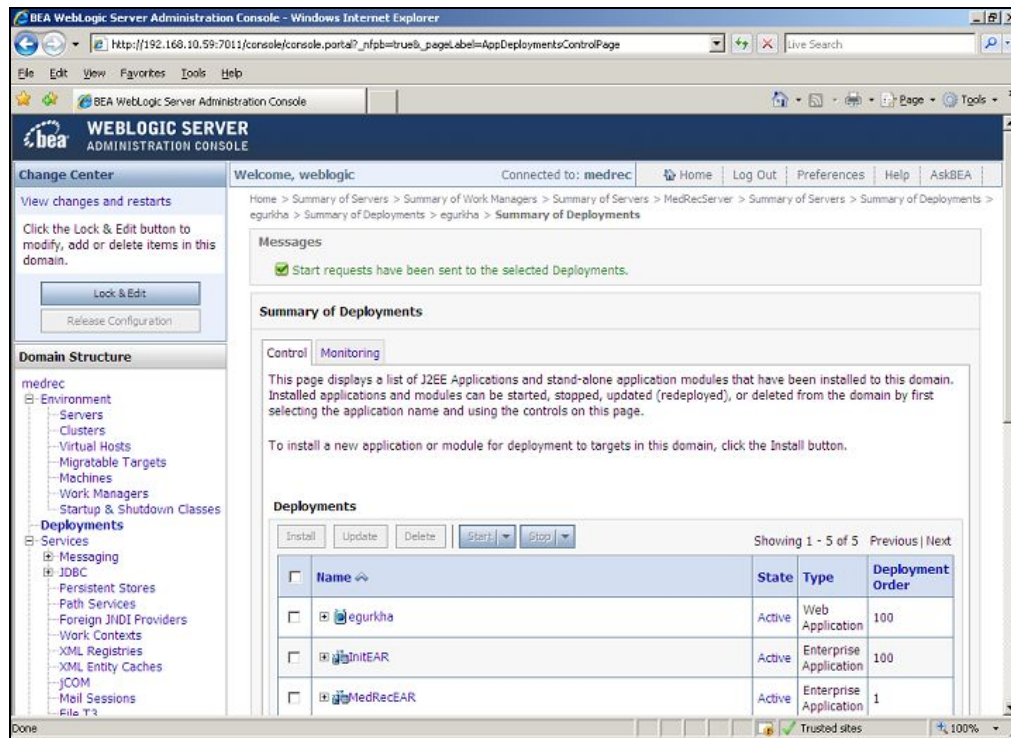 BEA WebLogic Server Administration Console - Windows Internet Explorer
http://192.168.10.59:7011/console/console.portal?_nfpb=true&_pageLabel=AppDeploymentsControlPage
Live Search
File Edit View Favorites Tools Help
BEA WebLogic Server Administration Console
Page Tools
bea
WEBLOGIC SERVER
ADMINISTRATION CONSOLE
Change Center
View changes and restarts
Click the Lock & Edit button to
modify, add or delete items in this
domain.
Lock & Edit
Release Configuration
Domain Structure
medrec
Environment
Servers
Clusters
Virtual Hosts
Migratable Targets
Machines
Work Managers
Startup & Shutdown Classes
Deployments
Services
Messaging
JDBC
Persistent Stores
Path Services
Foreign JNDI Providers
Work Contexts
XML Registries
XML Entity Caches
jCOM
Mail Sessions
File T3
Welcome, weblogic
Connected to: medrec
Home Log Out Preferences Help AskBEA
Home > Summary of Servers > Summary of Work Managers > Summary of Servers > MedRecServer > Summary of Servers > Summary of Deployments >
egurkha > Summary of Deployments > egurkha > Summary of Deployments
Messages
Start requests have been sent to the selected Deployments.
Summary of Deployments
Control Monitoring
This page displays a list of J2EE Applications and stand-alone application modules that have been installed to this domain.
Installed applications and modules can be started, stopped, updated (redeployed), or deleted from the domain by first
selecting the application name and using the controls on this page.
To install a new application or module for deployment to targets in this domain, click the Install button.
Deployments
Install Update Delete Start Stop
Showing 1 - 5 of 5 Previous | Next
Name State Type Deployment Order
egurkha Active Web Application 100
InitEAR Active Enterprise Application 100
MedRecEAR Active Enterprise Application 1
Done
Trusted sites
100%